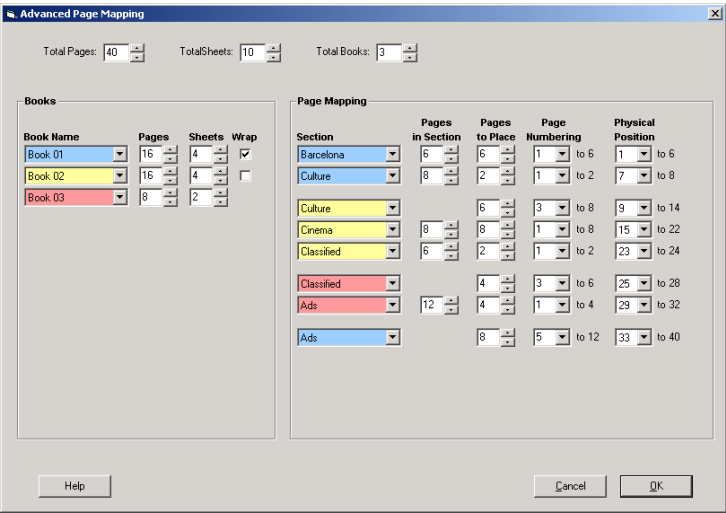 Advanced Page Mapping
Total Pages: 40 TotalSheets: 10 Total Books: 3
Books
Book Name Pages Sheets Wrap
Book 01 16 4
Book 02 16 4
Book 03 8 2
Page Mapping
Pages Pages Page Physical
Section in Section to Place Numbering Position
Barcelona 6 6 1 to 6 1 to 6
Culture 8 2 1 to 2 7 to 8
Culture 6 3 to 8 9 to 14
Cinema 8 8 1 to 8 15 to 22
Classified 6 2 1 to 2 23 to 24
Classified 4 3 to 6 25 to 28
Ads 12 4 1 to 4 29 to 32
Ads 8 5 to 12 33 to 40
Help Cancel OK